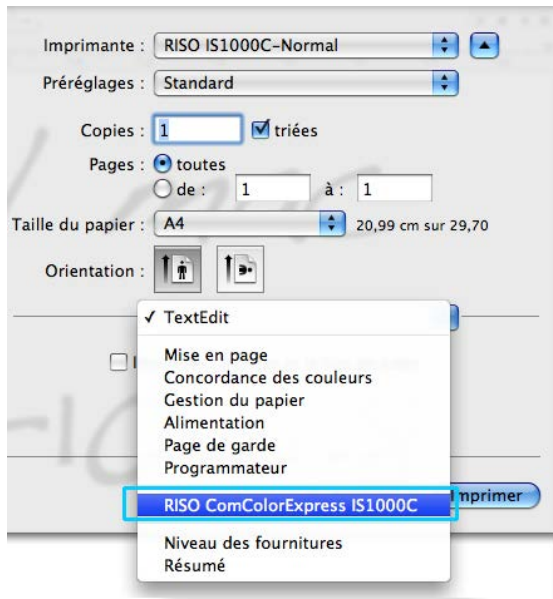 Imprimante : RISO IS1000C-Normal
Préréglages : Standard
Copies : 1 triées
Pages : toutes
de : 1 à : 1
Taille du papier : A4 20,99 cm sur 29,70
Orientation :
✓ TextEdit
Mise en page
Concordance des couleurs
Gestion du papier
Alimentation
Page de garde
Programmateur
RISO ComColorExpress IS1000C
mprimer
Niveau des fournitures
Résumé